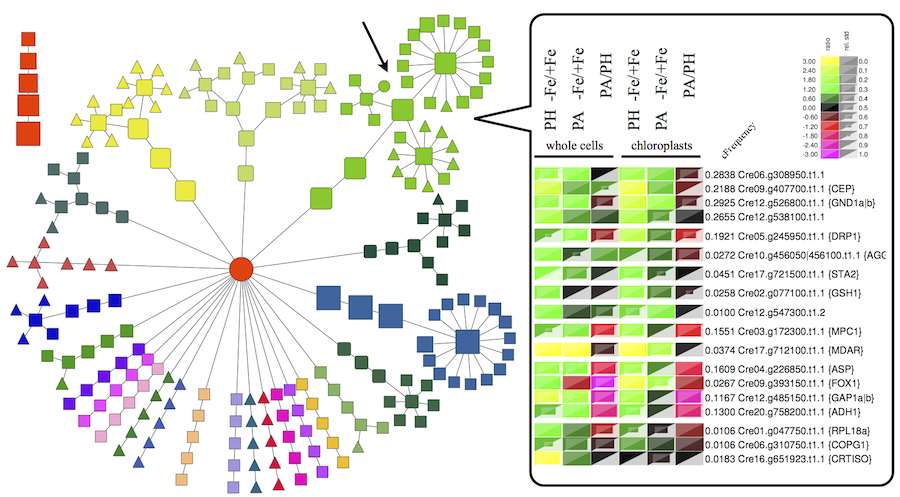 PH -Fe/+Fe
PA -Fe/+Fe
PA/PH
PH -Fe/+Fe
PA -Fe/+Fe
PA/PH
whole cells
chloroplasts
cFrequency
ratio
rel. std
3.00 0.0
2.40 0.1
1.80 0.2
1.20 0.3
0.60 0.4
0.00 0.5
-0.60 0.6
-1.20 0.7
-1.80 0.8
-2.40 0.9
-3.00 1.0
0.2838 Cre06.g308950.t1.1
0.2188 Cre09.g407700.t1.1 {CEP}
0.2925 Cre12.g526800.t1.1 {GND1a|b}
0.2655 Cre12.g538100.t1.1
0.1921 Cre05.g245950.t1.1 {DRP1}
0.0272 Cre10.g456050|456100.t1.1 {AGG
0.0451 Cre17.g721500.t1.1 {STA2}
0.0258 Cre02.g077100.t1.1 {GSH1}
0.0100 Cre12.g547300.t1.2
0.1551 Cre03.g172300.t1.1 {MPC1}
0.0374 Cre17.g712100.t1.1 {MDAR}
0.1609 Cre04.g226850.t1.1 {ASP}
0.0267 Cre09.g393150.t1.1 {FOX1}
0.1167 Cre12.g485150.t1.1 {GAP1a|b}
0.1300 Cre20.g758200.t1.1 {ADH1}
0.0106 Cre01.g047750.t1.1 {RPL18a}
0.0106 Cre06.g310750.t1.1 {COPG1}
0.0183 Cre16.g651923.t1.1 {CRTISO}